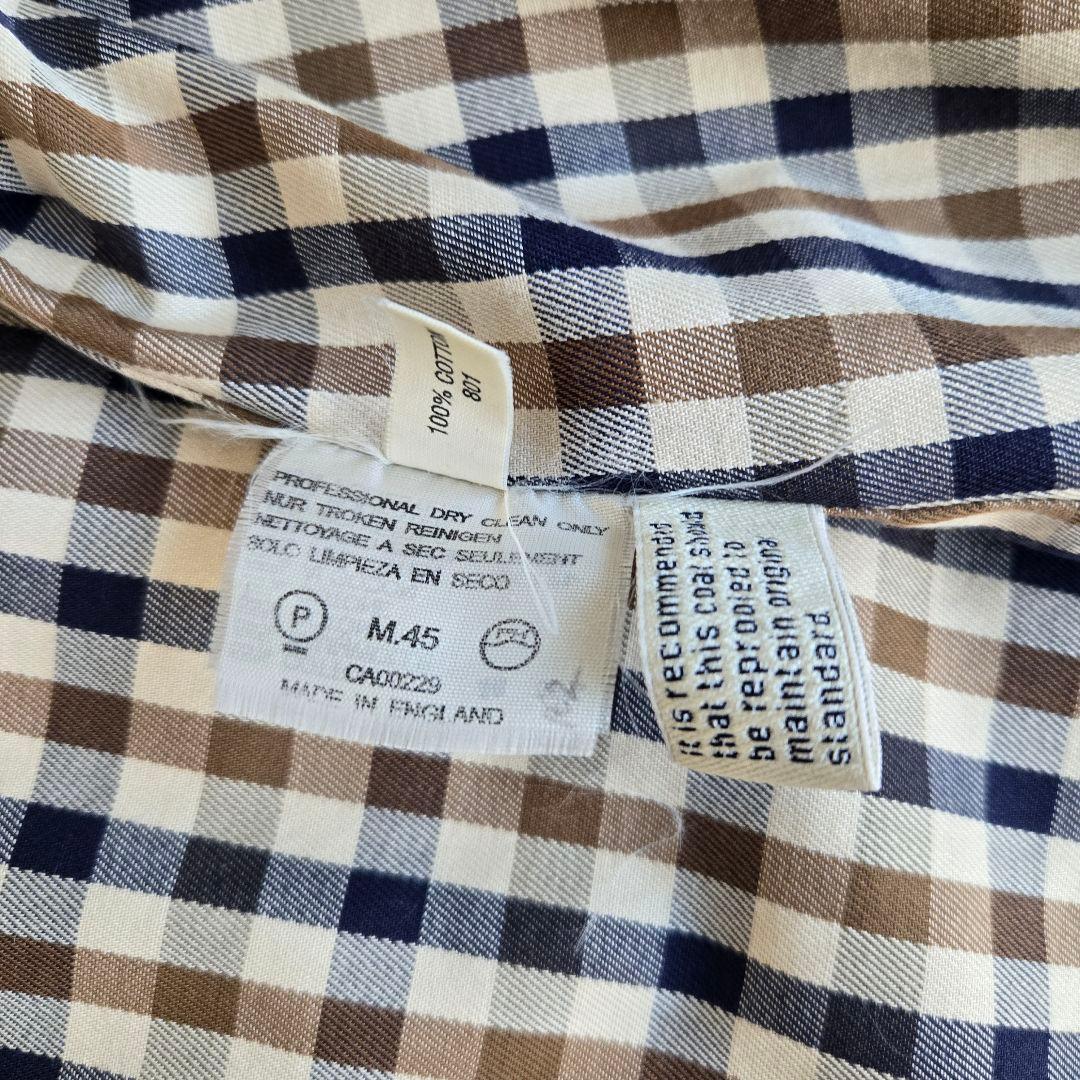 100% COTTON
801
PROFESSIONAL DRY CLEAN ONLY
NUR TROKEN REINIGEN
NETTOYAGE A SEC SEULEMENT
SOLO LIMPIEZA EN SECO
P
M.45
CA00229
MADE IN ENGLAND
it is recommended
that this coat should
be reproofed to
maintain original
standard